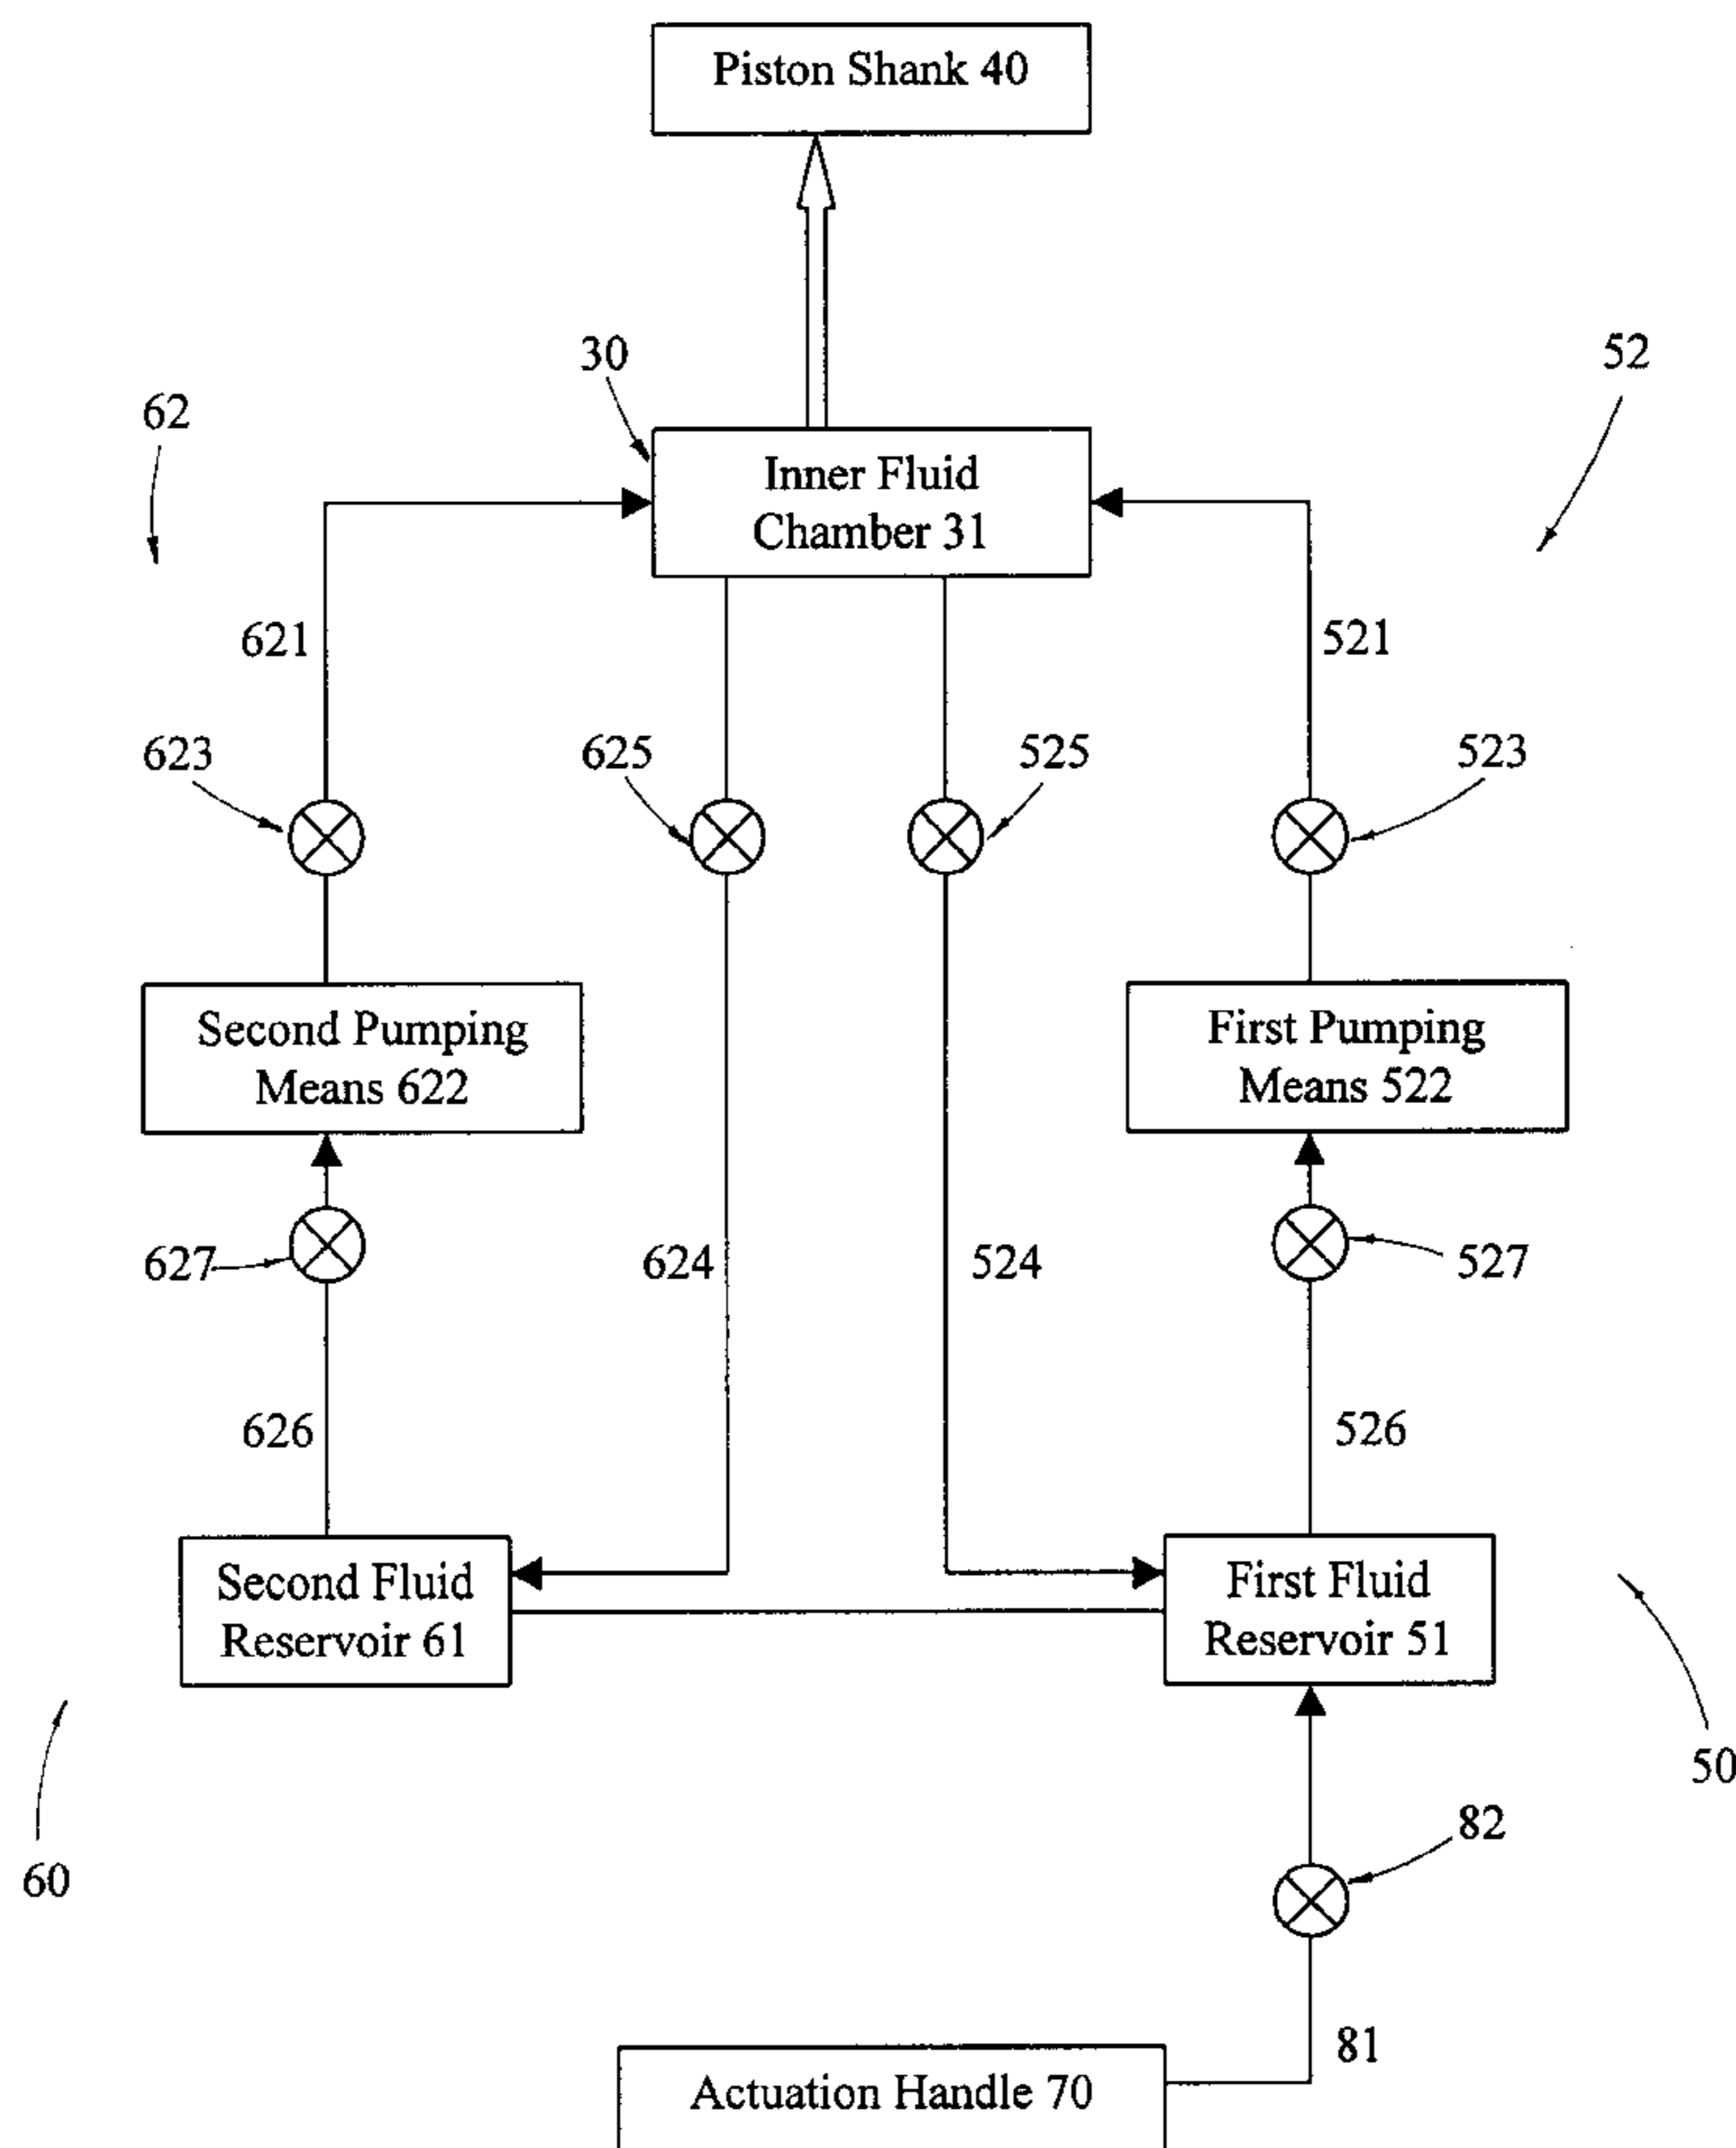 Piston Shank 40
30
52
62
Inner Fluid
Chamber 31
621
521
623
625
525
523
Second Pumping
Means 622
First Pumping
Means 522
627
624
524
527
626
526
Second Fluid
Reservoir 61
First Fluid
Reservoir 51
50
82
60
81
Actuation Handle 70